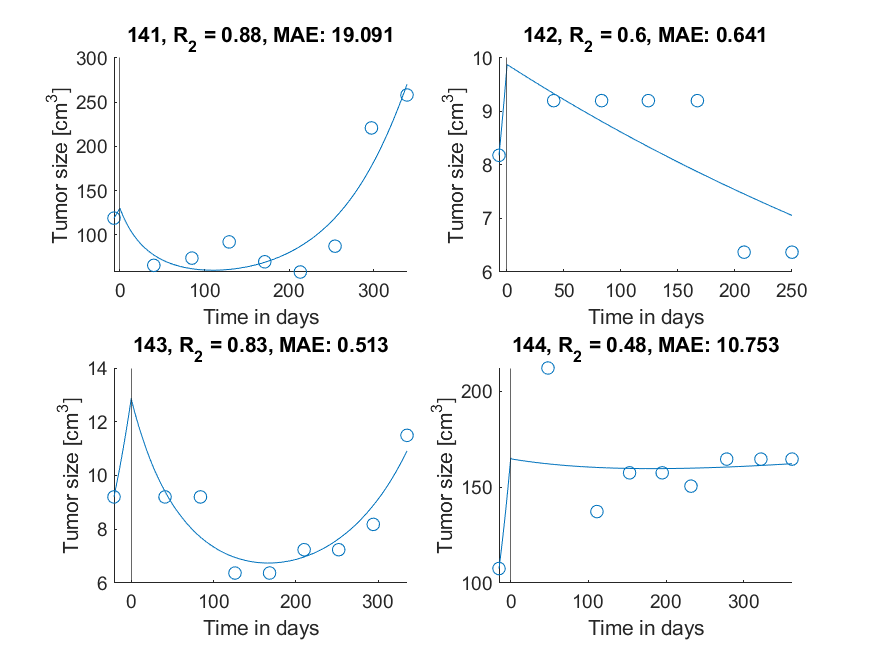 141, R2 = 0.88, MAE: 19.091
300
250
200
150
100
Tumor size [cm3]
0 100 200 300
Time in days
142, R2 = 0.6, MAE: 0.641
10
9
8
7
6
Tumor size [cm3]
0 50 100 150 200 250
Time in days
143, R2 = 0.83, MAE: 0.513
14
12
10
8
6
Tumor size [cm3]
0 100 200 300
Time in days
144, R2 = 0.48, MAE: 10.753
200
150
100
Tumor size [cm3]
0 100 200 300
Time in days